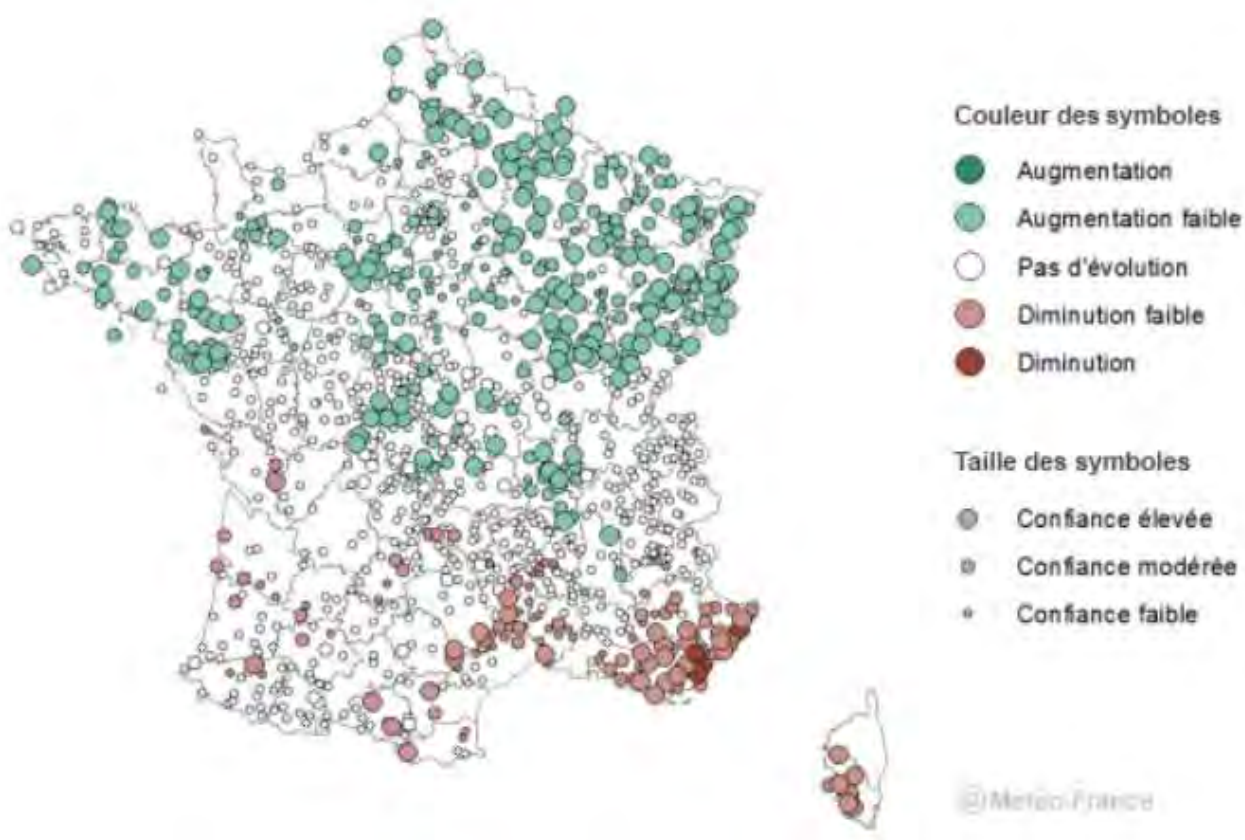 Couleur des symboles
Augmentation
Augmentation faible
Pas d'évolution
Diminution faible
Diminution
Taille des symboles
Confiance élevée
Confiance modérée
Confiance faible
@Meteo-France